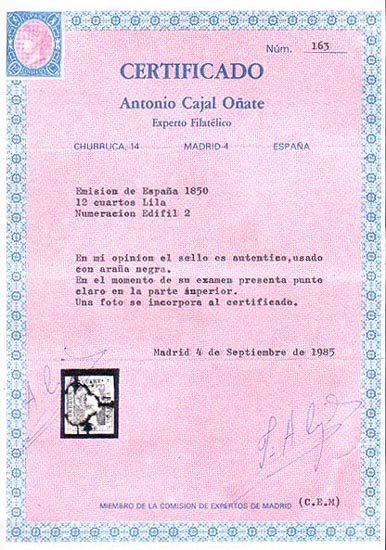 Núm. 163
CERTIFICADO
Antonio Cajal Oñate
Experto Filatélico
CHURRUCA, 14 MADRID-4 ESPAÑA
Emision de España 1850
12 cuartos Lila
Numeracion Edifil 2
En mi opinion el sello es autentico,usado
con araña negra.
En el momento de su examen presenta punto
claro en la parte inperior.
Una foto se incorpora al certificado.
Madrid 4 de Septiembre de 1985
MIEMBRO DE LA COMISION DE EXPERTOS DE MADRID (C.E.M)